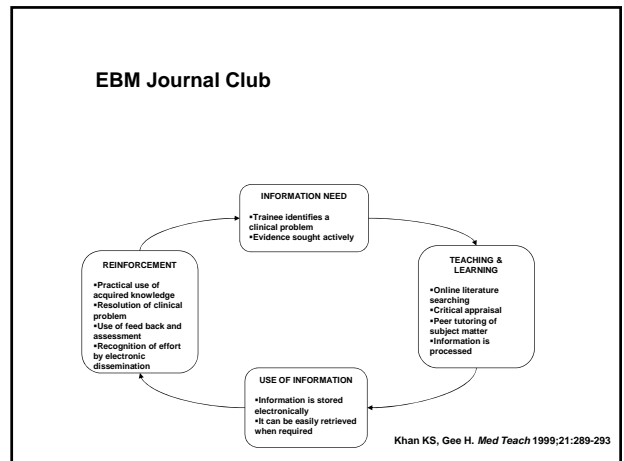 EBM Journal Club
INFORMATION NEED
▪Trainee identifies a
clinical problem
▪Evidence sought actively
TEACHING &
LEARNING
▪Online literature
searching
▪Critical appraisal
▪Peer tutoring of
subject matter
▪Information is
processed
USE OF INFORMATION
▪Information is stored
electronically
▪It can be easily retrieved
when required
REINFORCEMENT
▪Practical use of
acquired knowledge
▪Resolution of clinical
problem
▪Use of feed back and
assessment
▪Recognition of effort
by electronic
dissemination
Khan KS, Gee H. Med Teach 1999;21:289-293